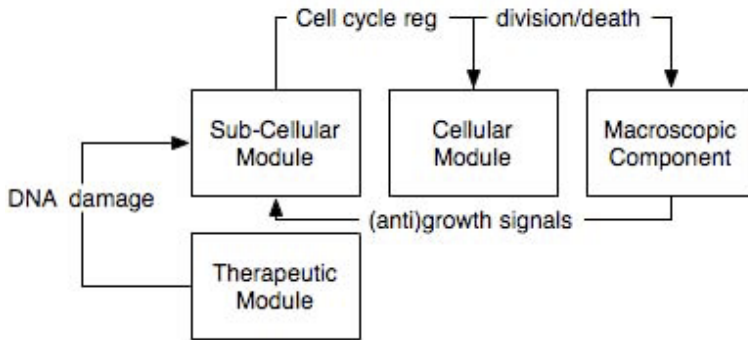 Cell cycle reg
division/death
Sub-Cellular
Module
Cellular
Module
Macroscopic
Component
DNA damage
(anti)growth signals
Therapeutic
Module